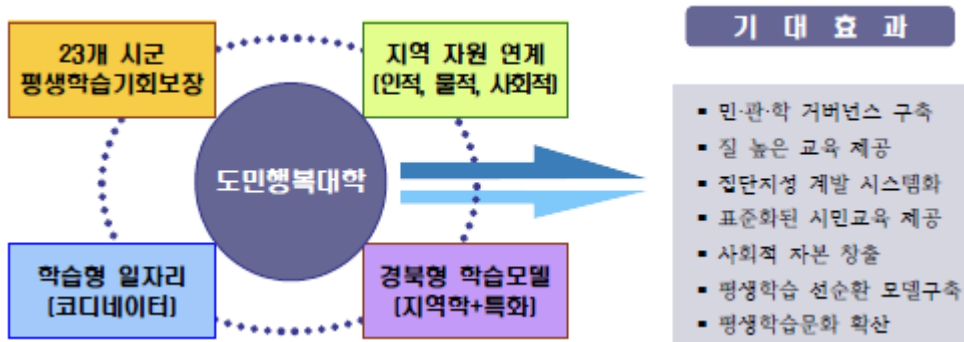 23개 시군
평생학습기회보장
지역 자원 연계
(인적, 물적, 사회적)
도민행복대학
학습형 일자리
(코디네이터)
경북형 학습모델
(지역학+특화)
기 대 효 과
▪ 민·관·학 거버넌스 구축
▪ 질 높은 교육 제공
▪ 집단지성 계발 시스템화
▪ 표준화된 시민교육 제공
▪ 사회적 자본 창출
▪ 평생학습 선순환 모델구축
▪ 평생학습문화 확산